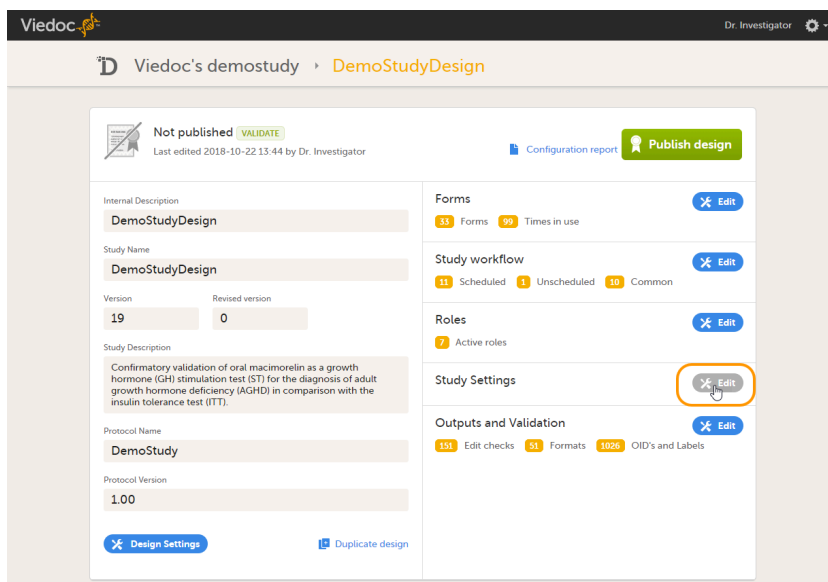 Viedoc
Dr. Investigator
Viedoc's demostudy DemoStudyDesign
Not published VALIDATE
Last edited 2018-10-22 13:44 by Dr. Investigator
Configuration report
Publish design
Internal Description
DemoStudyDesign
Study Name
DemoStudyDesign
Version Revised version
19 0
Study Description
Confirmatory validation of oral macimorelin as a growth
hormone (GH) stimulation test (ST) for the diagnosis of adult
growth hormone deficiency (AGHD) in comparison with the
insulin tolerance test (ITT).
Protocol Name
DemoStudy
Protocol Version
1.00
Design Settings
Duplicate design
Forms
Edit
33 Forms 99 Times in use
Study workflow
Edit
11 Scheduled 1 Unscheduled 10 Common
Roles
Edit
7 Active roles
Study Settings
Edit
Outputs and Validation
Edit
151 Edit checks 51 Formats 1026 OID's and Labels